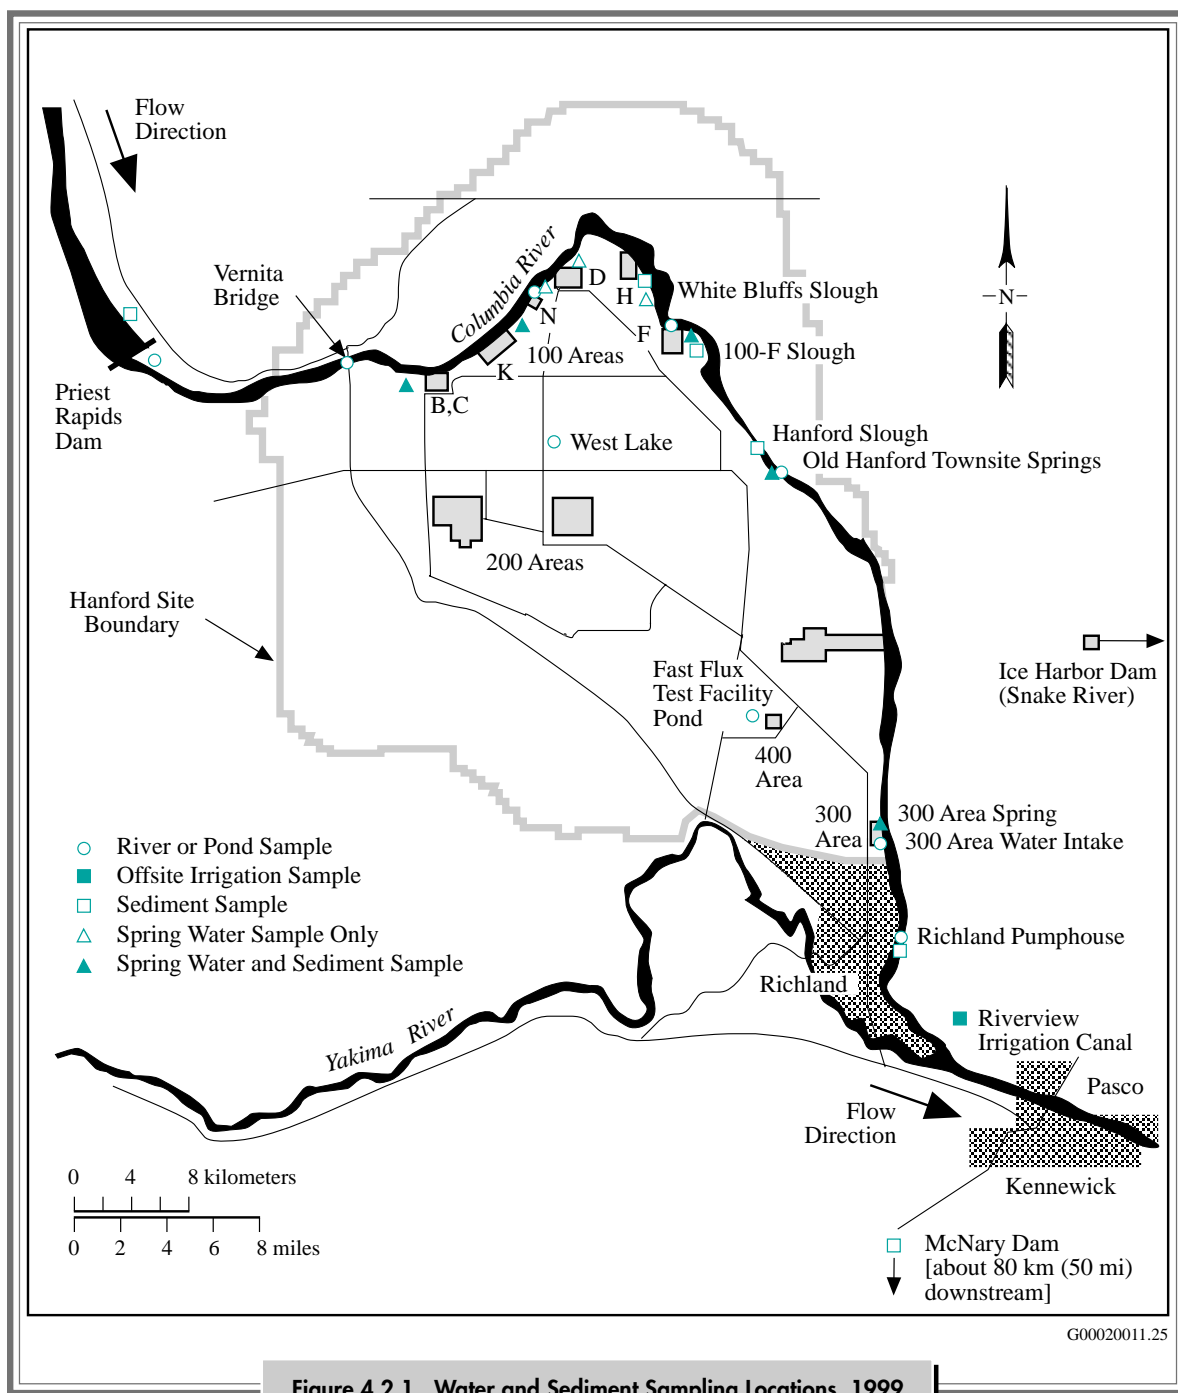 Flow
Direction
Vernita
Bridge
Columbia River
D
H
N
K
F
B,C
White Bluffs Slough
100 Areas
100-F Slough
-N-
Priest
Rapids
Dam
West Lake
Hanford Slough
Old Hanford Townsite Springs
200 Areas
Hanford Site
Boundary
Ice Harbor Dam
(Snake River)
Fast Flux
Test Facility
Pond
400
Area
300
Area
300 Area Spring
300 Area Water Intake
River or Pond Sample
Offsite Irrigation Sample
Sediment Sample
Spring Water Sample Only
Spring Water and Sediment Sample
Richland Pumphouse
Richland
Yakima River
Riverview
Irrigation Canal
Pasco
Flow
Direction
Kennewick
0 4 8 kilometers
0 2 4 6 8 miles
McNary Dam
[about 80 km (50 mi)
downstream]
G00020011.25
Figure 4.2.1. Water and Sediment Sampling Locations, 1999